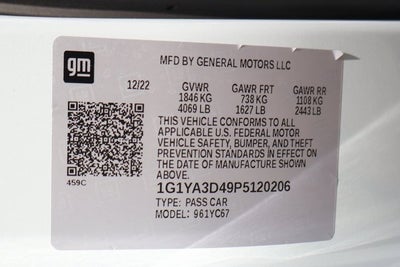 gm
MFD BY GENERAL MOTORS LLC
12/22 GVWR GAWR FRT GAWR RR
1846 KG 738 KG 1108 KG
4069 LB 1627 LB 2443 LB
THIS VEHICLE CONFORMS TO ALL
APPLICABLE U.S. FEDERAL MOTOR
VEHICLE SAFETY, BUMPER, AND THEFT
PREVENTION STANDARDS IN EFFECT ON
THE DATE OF MANUFACTURE SHOWN
ABOVE.
459C
1G1YA3D49P5120206
TYPE: PASS CAR
MODEL: 961YC67